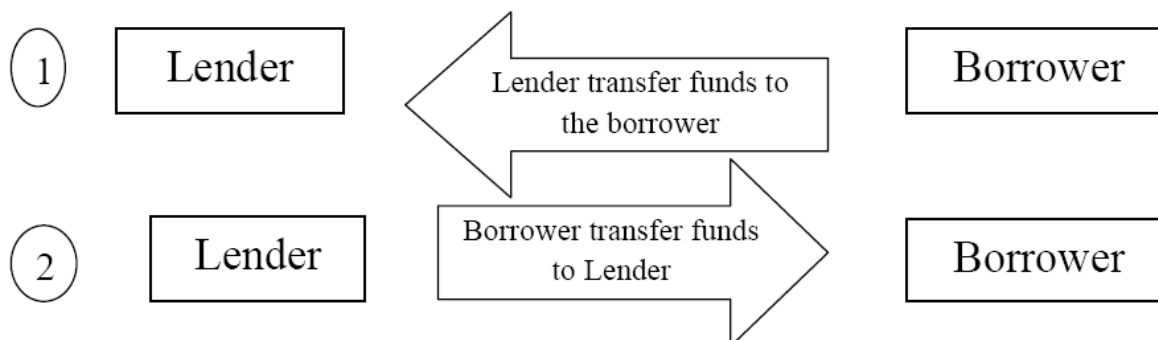 1
Lender
Lender transfer funds to
the borrower
Borrower
2
Lender
Borrower transfer funds
to Lender
Borrower